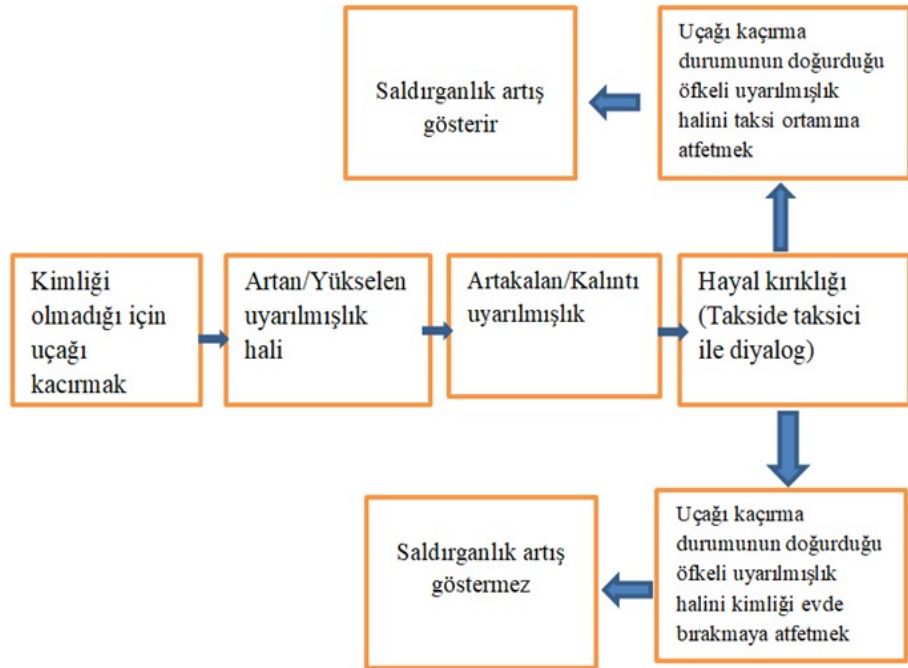 Saldırganlık artış
gösterir
Uçağı kaçırma
durumunun doğurduğu
öfkeli uyarılmışlık
halini taksi ortamına
atfetmek
Kimliği
olmadığı için
uçağı
kacırmak
Artan/Yükselen
uyarılmışlık
hali
Artakalan/Kalıntı
uyarılmışlık
Hayal kırıklığı
(Takside taksici
ile diyalog)
Saldırganlık artış
göstermez
Uçağı kaçırma
durumunun doğurduğu
öfkeli uyarılmışlık
halini kimliği evde
bırakmaya atfetmek